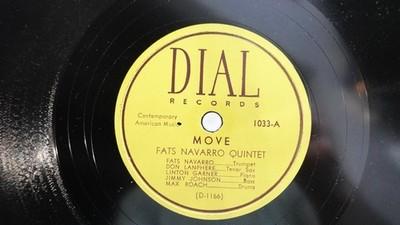 DIAL
RECORDS
Contemporary
American Music
1033-A
MOVE
FATS NAVARRO QUINTET
FATS NAVARRO......Trumpet
DON LANPHERE......Tenor Sax
LINTON GARNER......Piano
JIMMY JOHNSON......Bass
MAX ROACH......Drums
(D-1166)